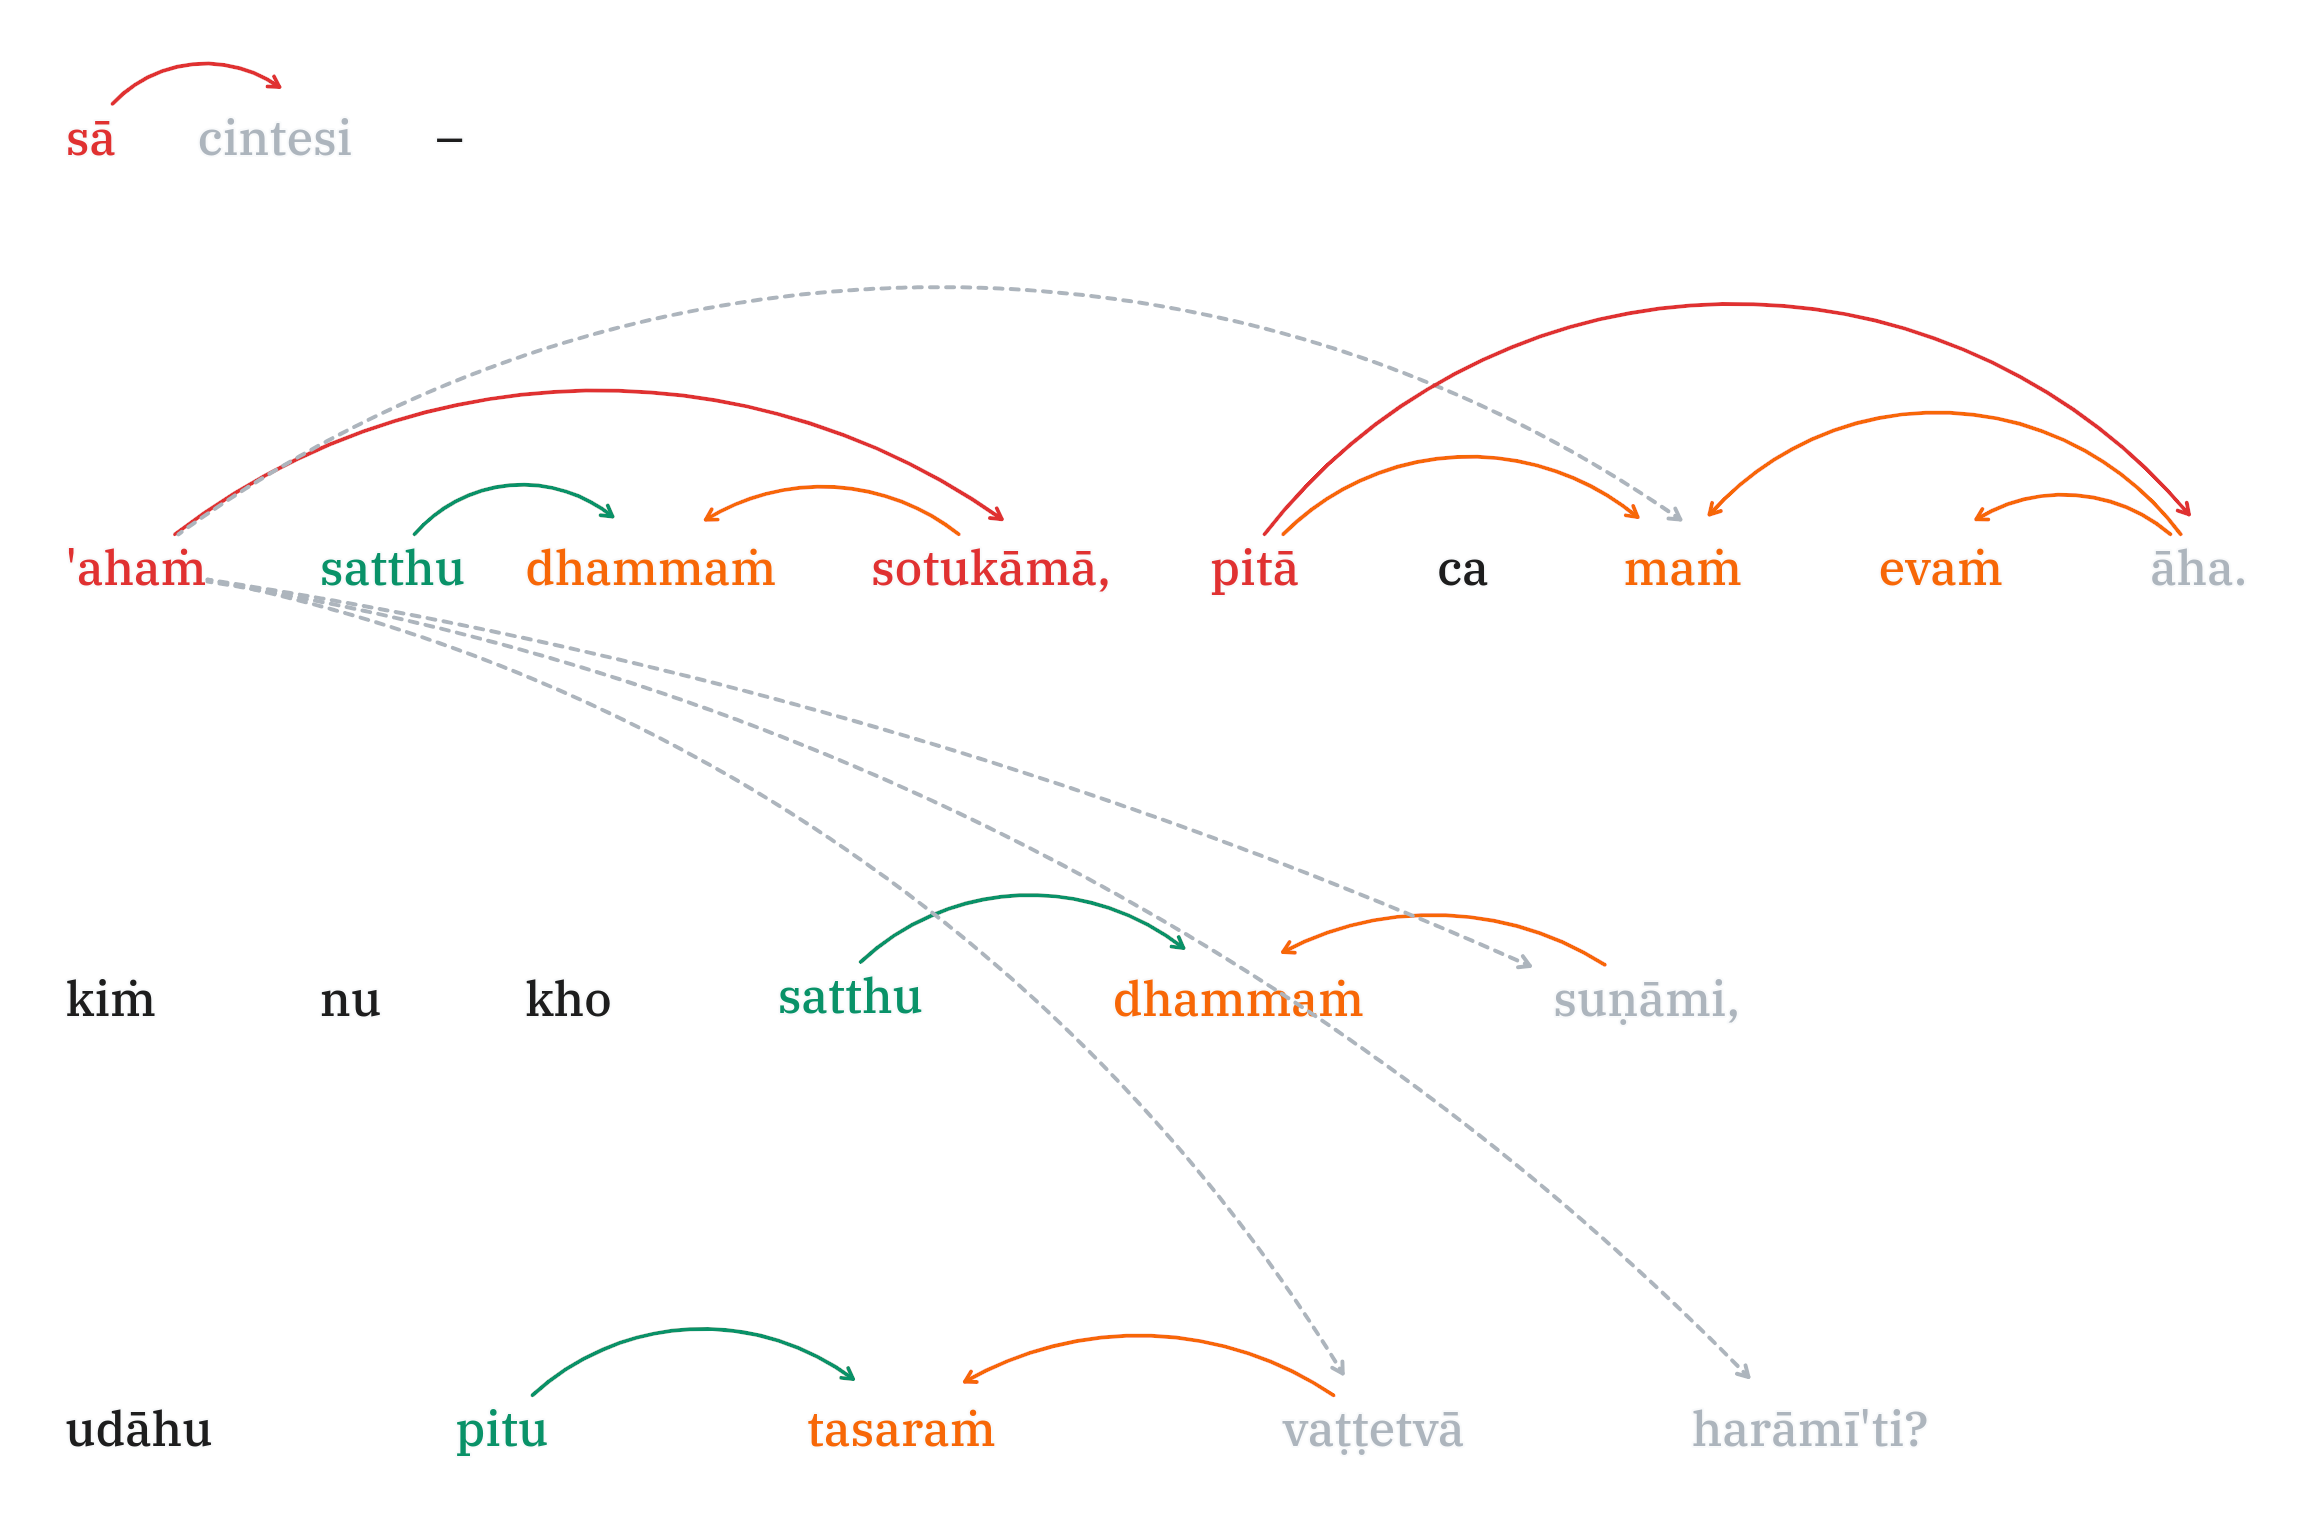 sā cintesi –
'ahaṁ satthu dhammaṁ sotukāmā, pitā ca maṁ evaṁ āha.
kiṁ nu kho satthu dhammaṁ suṇāmi,
udāhu pitu tasaraṁ vaṭṭetvā harāmī'ti?